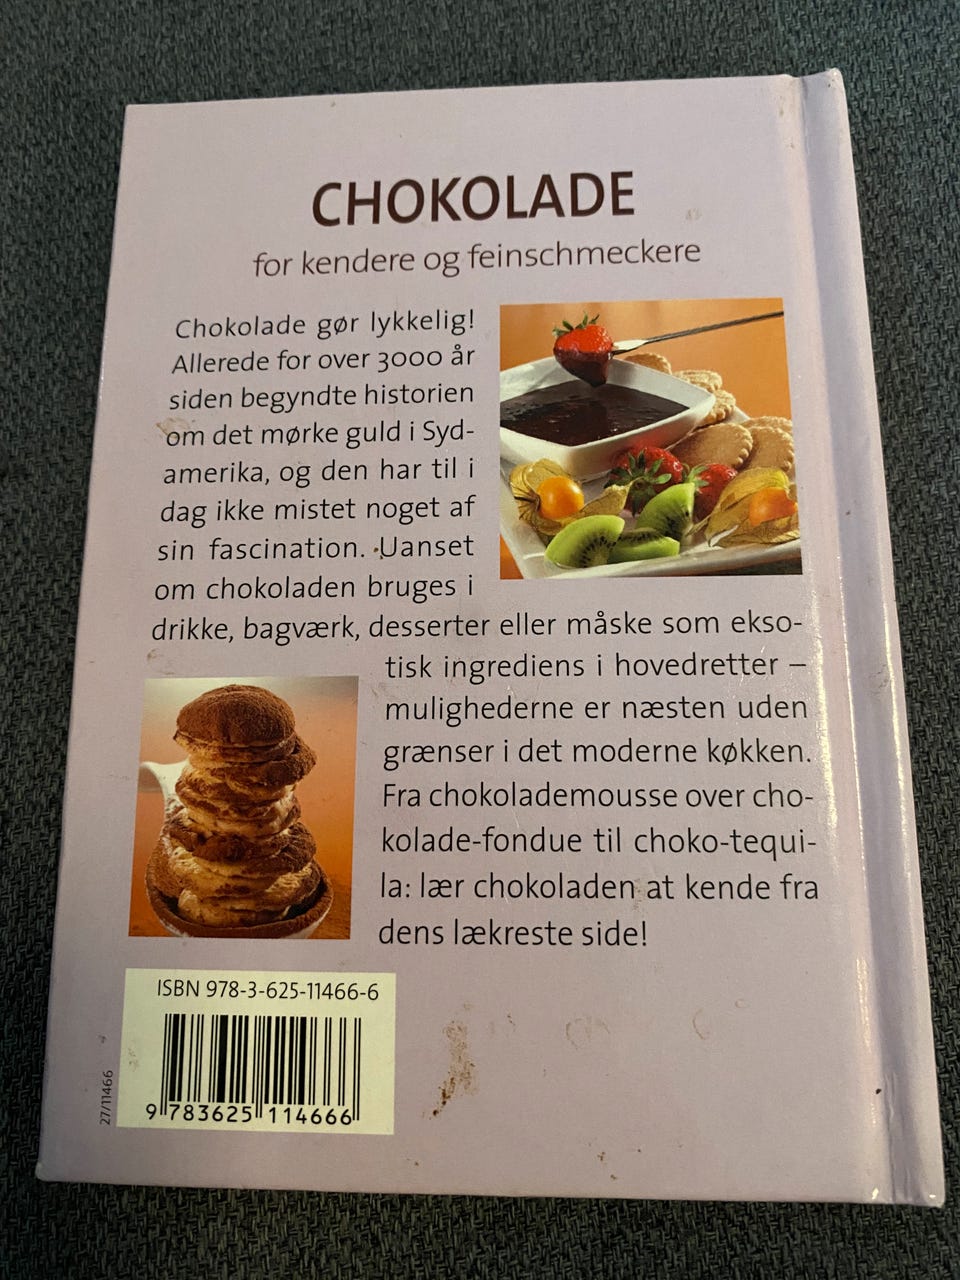 CHOKOLADE
for kendere og feinschmeckere
Chokolade gør lykkelig!
Allerede for over 3000 år
siden begyndte historien
om det mørke guld i Syd-
amerika, og den har til i
dag ikke mistet noget af
sin fascination. Uanset
om chokoladen bruges i
drikke, bagværk, desserter eller måske som ekso-
tisk ingrediens i hovedretter –
mulighederne er næsten uden
grænser i det moderne køkken.
Fra chokolademousse over cho-
kolade-fondue til choko-tequi-
la: lær chokoladen at kende fra
dens lækreste side!
ISBN 978-3-625-11466-6
9 783625 114666
27/11466